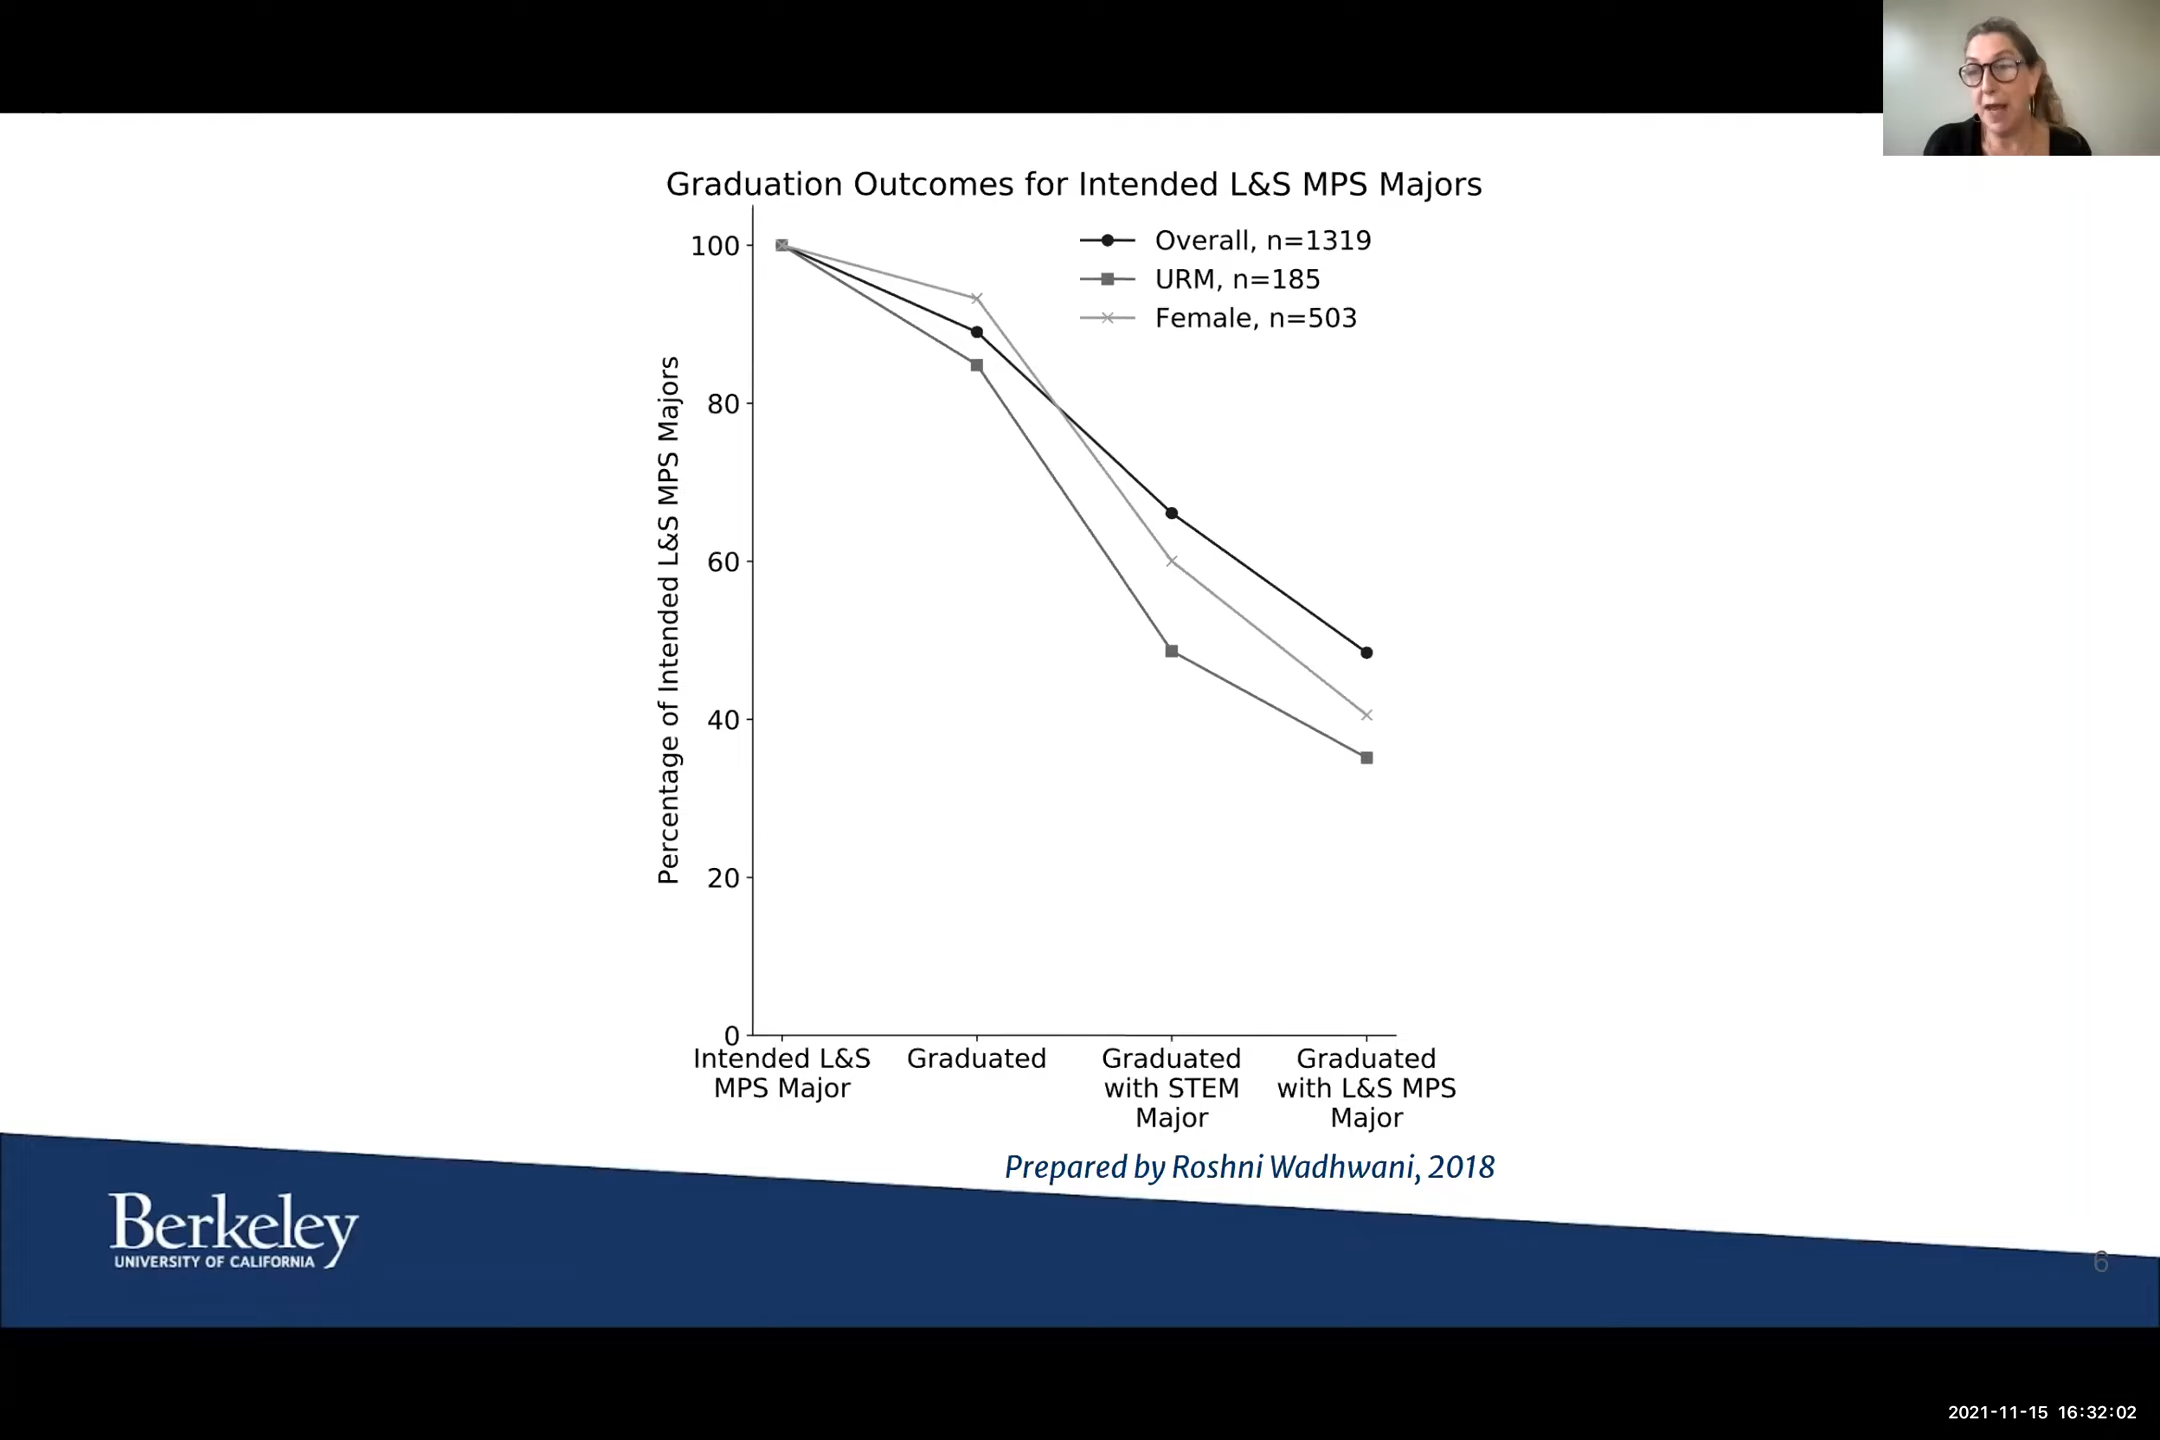 Graduation Outcomes for Intended L&S MPS Majors
Overall, n=1319
URM, n=185
Female, n=503
Percentage of Intended L&S MPS Majors
100
80
60
40
20
0
Intended L&S
MPS Major
Graduated
Graduated
with STEM
Major
Graduated
with L&S MPS
Major
Prepared by Roshni Wadhwani, 2018
Berkeley
UNIVERSITY OF CALIFORNIA
6
2021-11-15 16:32:02